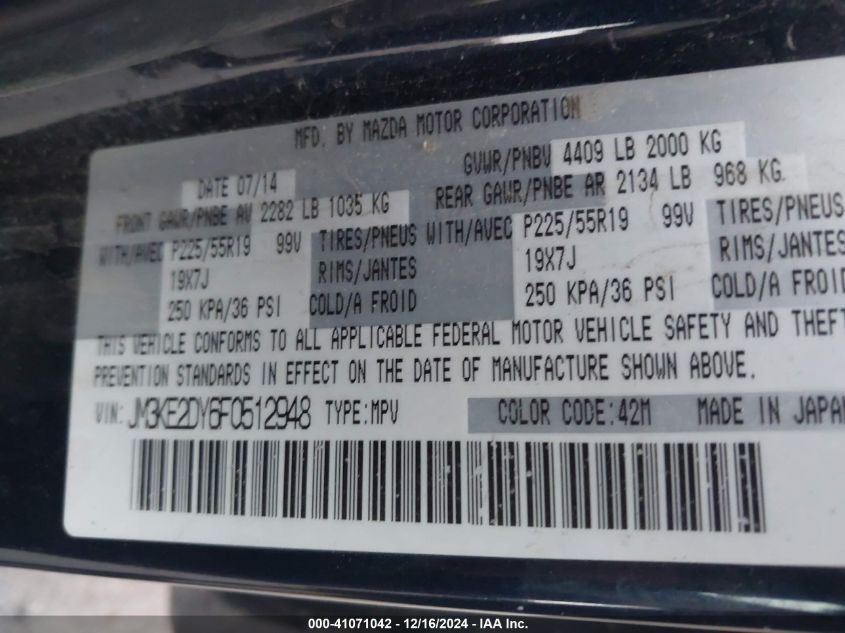 MFD. BY MAZDA MOTOR CORPORATION
DATE 07/14 GVWR/PNBV 4409 LB 2000 KG
FRONT GAWR/PNBE AV 2282 LB 1035 KG REAR GAWR/PNBE AR 2134 LB 968 KG
WITH/AVEC P225/55R19 99V TIRES/PNEUS WITH/AVEC P225/55R19 99V TIRES/PNEUS
19X7J RIMS/JANTES 19X7J RIMS/JANTES
250 KPA/36 PSI COLD/A FROID 250 KPA/36 PSI COLD/A FROID
THIS VEHICLE CONFORMS TO ALL APPLICABLE FEDERAL MOTOR VEHICLE SAFETY AND THEFT
PREVENTION STANDARDS IN EFFECT ON THE DATE OF MANUFACTURE SHOWN ABOVE.
VIN: JM3KE2DY6F0512948 TYPE:MPV COLOR CODE:42M MADE IN JAPAN
000-41071042 - 12/16/2024 - IAA Inc.